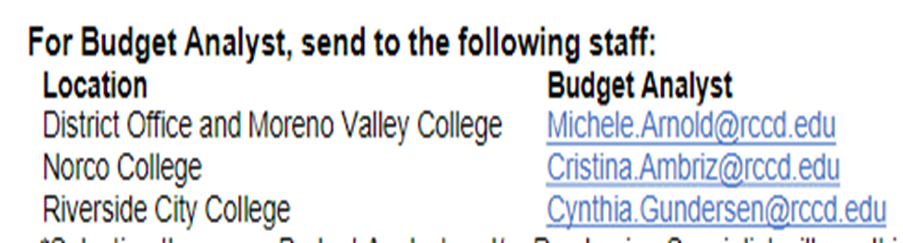 For Budget Analyst, send to the following staff:
Location Budget Analyst
District Office and Moreno Valley College Michele.Arnold@rccd.edu
Norco College Cristina.Ambriz@rccd.edu
Riverside City College Cynthia.Gundersen@rccd.edu